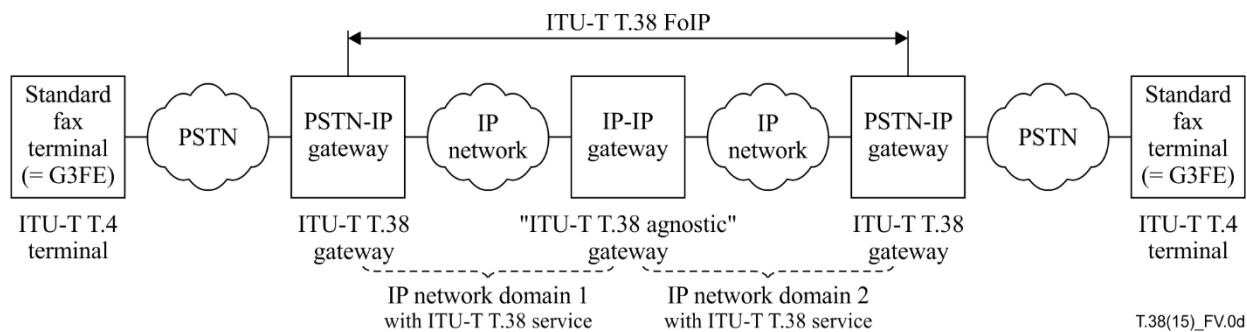 ITU-T T.38 FoIP
Standard
fax
terminal
(= G3FE)
PSTN
PSTN-IP
gateway
IP
network
IP-IP
gateway
IP
network
PSTN-IP
gateway
PSTN
Standard
fax
terminal
(= G3FE)
ITU-T T.4
terminal
ITU-T T.38
gateway
"ITU-T T.38 agnostic"
gateway
ITU-T T.38
gateway
ITU-T T.4
terminal
IP network domain 1
with ITU-T T.38 service
IP network domain 2
with ITU-T T.38 service
T.38(15)_FV.0d